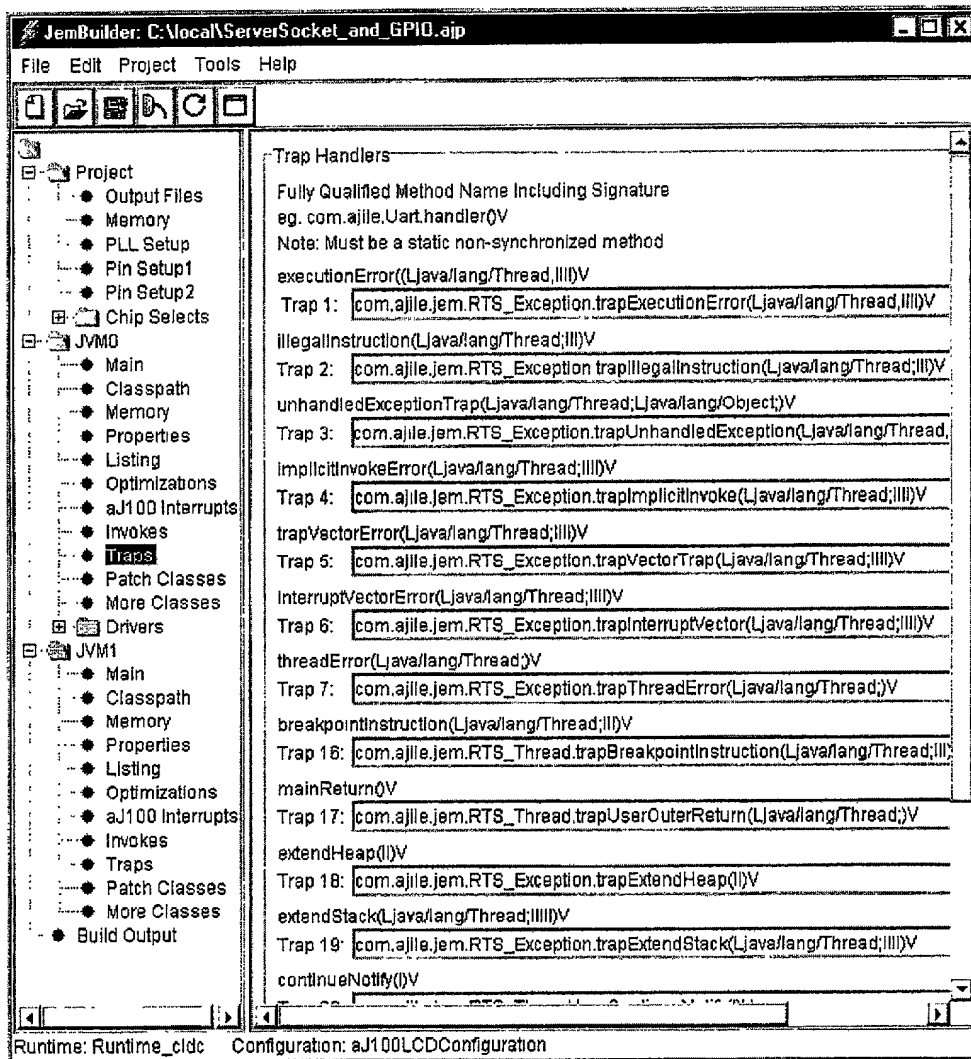 JemBuilder: C:\local\ServerSocket_and_GPIO.ajp
File Edit Project Tools Help
Project
Output Files
Memory
PLL Setup
Pin Setup1
Pin Setup2
Chip Selects
JVM0
Main
Classpath
Memory
Properties
Listing
Optimizations
aJ100 Interrupts
Invokes
Traps
Patch Classes
More Classes
Drivers
JVM1
Main
Classpath
Memory
Properties
Listing
Optimizations
aJ100 Interrupts
Invokes
Traps
Patch Classes
More Classes
Build Output
Trap Handlers
Fully Qualified Method Name Including Signature
eg. com.ajile.Uart.handler()V
Note: Must be a static non-synchronized method
executionError((Ljava/lang/Thread,IIII)V
Trap 1: com.ajile.jem.RTS_Exception.trapExecutionError(Ljava/lang/Thread,IIII)V
illegalInstruction(Ljava/lang/Thread;III)V
Trap 2: com.ajile.jem.RTS_Exception trapIllegalInstruction(Ljava/lang/Thread;III)V
unhandledExceptionTrap(Ljava/lang/Thread;Ljava/lang/Object;)V
Trap 3: com.ajile.jem.RTS_Exception.trapUnhandledException(Ljava/lang/Thread,
implicitInvokeError(Ljava/lang/Thread;IIII)V
Trap 4: com.ajile.jem.RTS_Exception.trapImplicitInvoke(Ljava/lang/Thread;IIII)V
trapVectorError(Ljava/lang/Thread;IIII)V
Trap 5: com.ajile.jem.RTS_Exception.trapVectorTrap(Ljava/lang/Thread;IIII)V
interruptVectorError(Ljava/lang/Thread;IIII)V
Trap 6: com.ajile.jem.RTS_Exception.trapInterruptVector(Ljava/lang/Thread;IIII)V
threadError(Ljava/lang/Thread;)V
Trap 7: com.ajile.jem.RTS_Exception.trapThreadError(Ljava/lang/Thread;)V
breakpointInstruction(Ljava/lang/Thread;III)V
Trap 16: com.ajile.jem.RTS_Thread.trapBreakpointInstruction(Ljava/lang/Thread;III)
mainReturn()V
Trap 17: com.ajile.jem.RTS_Thread.trapUserOuterReturn(Ljava/lang/Thread;)V
extendHeap(II)V
Trap 18: com.ajile.jem.RTS_Exception.trapExtendHeap(II)V
extendStack(Ljava/lang/Thread;IIIII)V
Trap 19: com.ajile.jem.RTS_Exception.trapExtendStack(Ljava/lang/Thread;IIII)V
continueNotify(I)V
Runtime: Runtime_cldc Configuration: aJ100LCDConfiguration